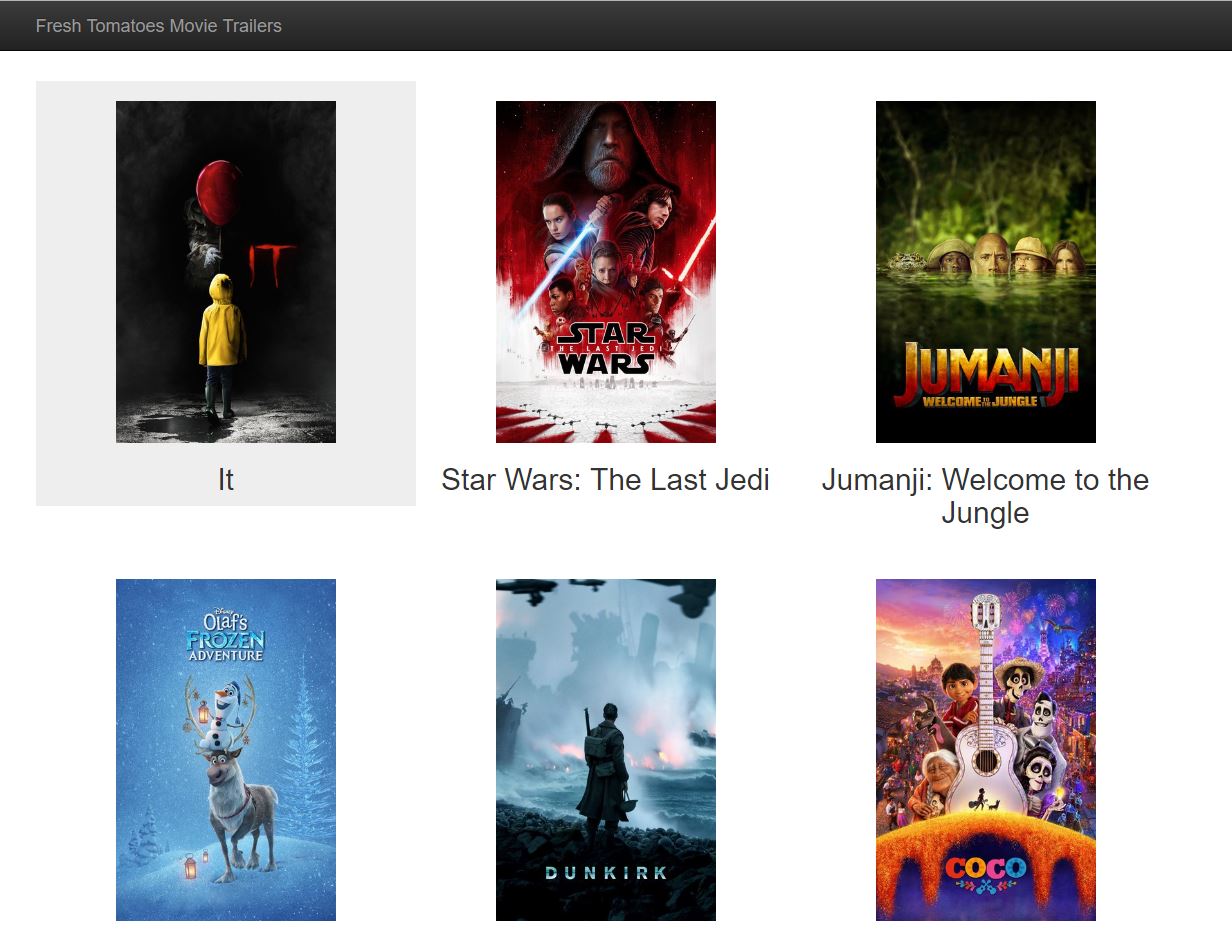 Fresh Tomatoes Movie Trailers
IT
STAR
THE LAST JEDI
WARS
JUMANJI
WELCOME TO THE JUNGLE
It
Star Wars: The Last Jedi
Jumanji: Welcome to the
Jungle
Disney
Olaf's
FROZEN
ADVENTURE
DUNKIRK
COCO